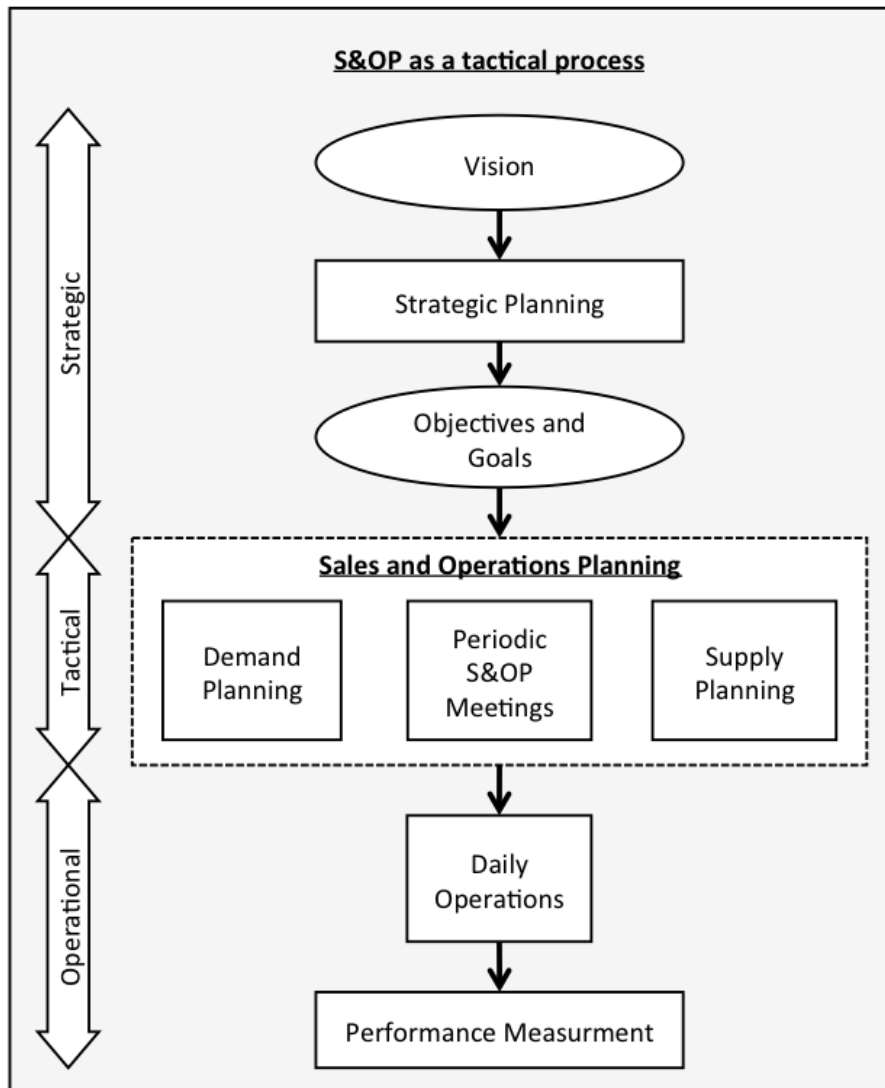 S&OP as a tactical process
Vision
Strategic Planning
Strategic
Objectives and
Goals
Sales and Operations Planning
Tactical
Demand
Planning
Periodic
S&OP
Meetings
Supply
Planning
Operational
Daily
Operations
Performance Measurment